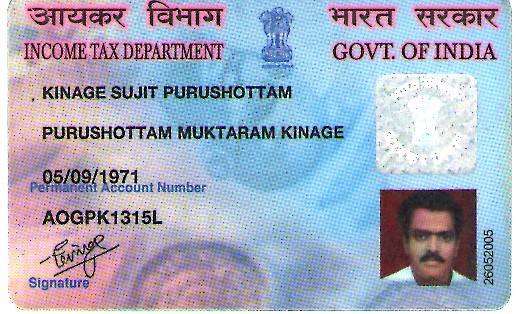 आयकर विभाग भारत सरकार
INCOME TAX DEPARTMENT GOVT. OF INDIA
KINAGE SUJIT PURUSHOTTAM
PURUSHOTTAM MUKTARAM KINAGE
05/09/1971
Permanent Account Number
AOGPK1315L
Signature
26052005